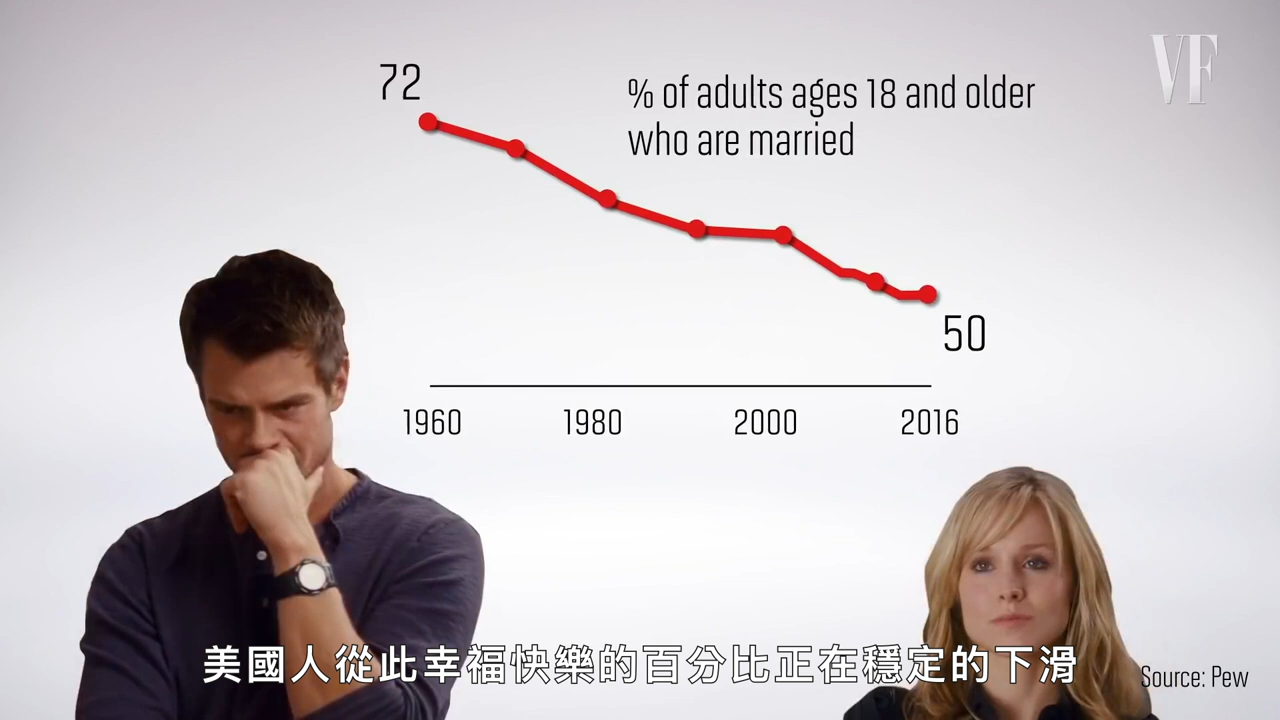 VF
72
% of adults ages 18 and older
who are married
50
1960 1980 2000 2016
美國人從此幸福快樂的百分比正在穩定的下滑
Source: Pew